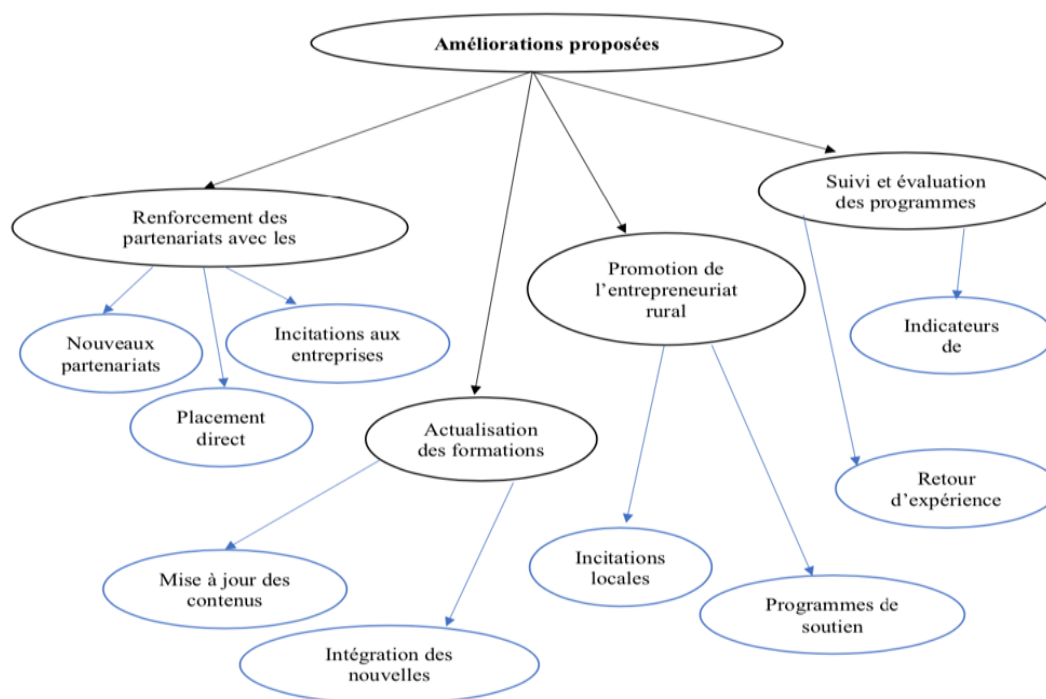 Améliorations proposées
Renforcement des
partenariats avec les
Nouveaux
partenariats
Placement
direct
Incitations aux
entreprises
Actualisation
des formations
Mise à jour des
contenus
Intégration des
nouvelles
Promotion de
l'entrepreneuriat
rural
Incitations
locales
Programmes de
soutien
Suivi et évaluation
des programmes
Indicateurs
de
Retour
d'expérience